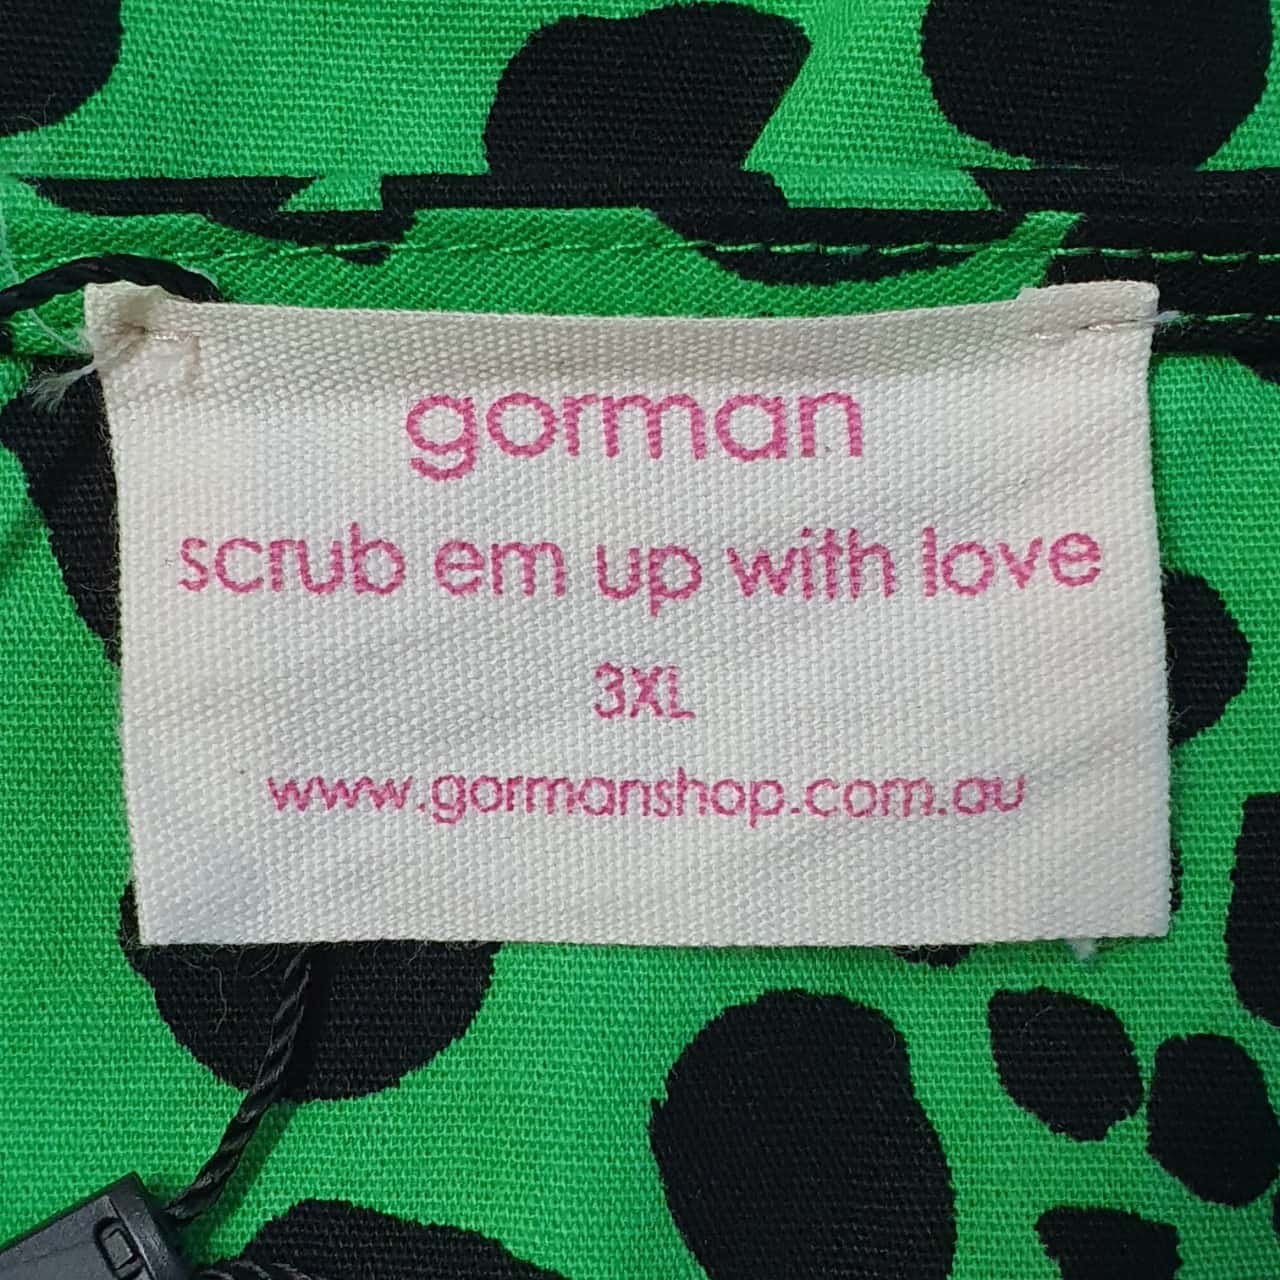 gorman
scrub em up with love
3XL
www.gormanshop.com.au